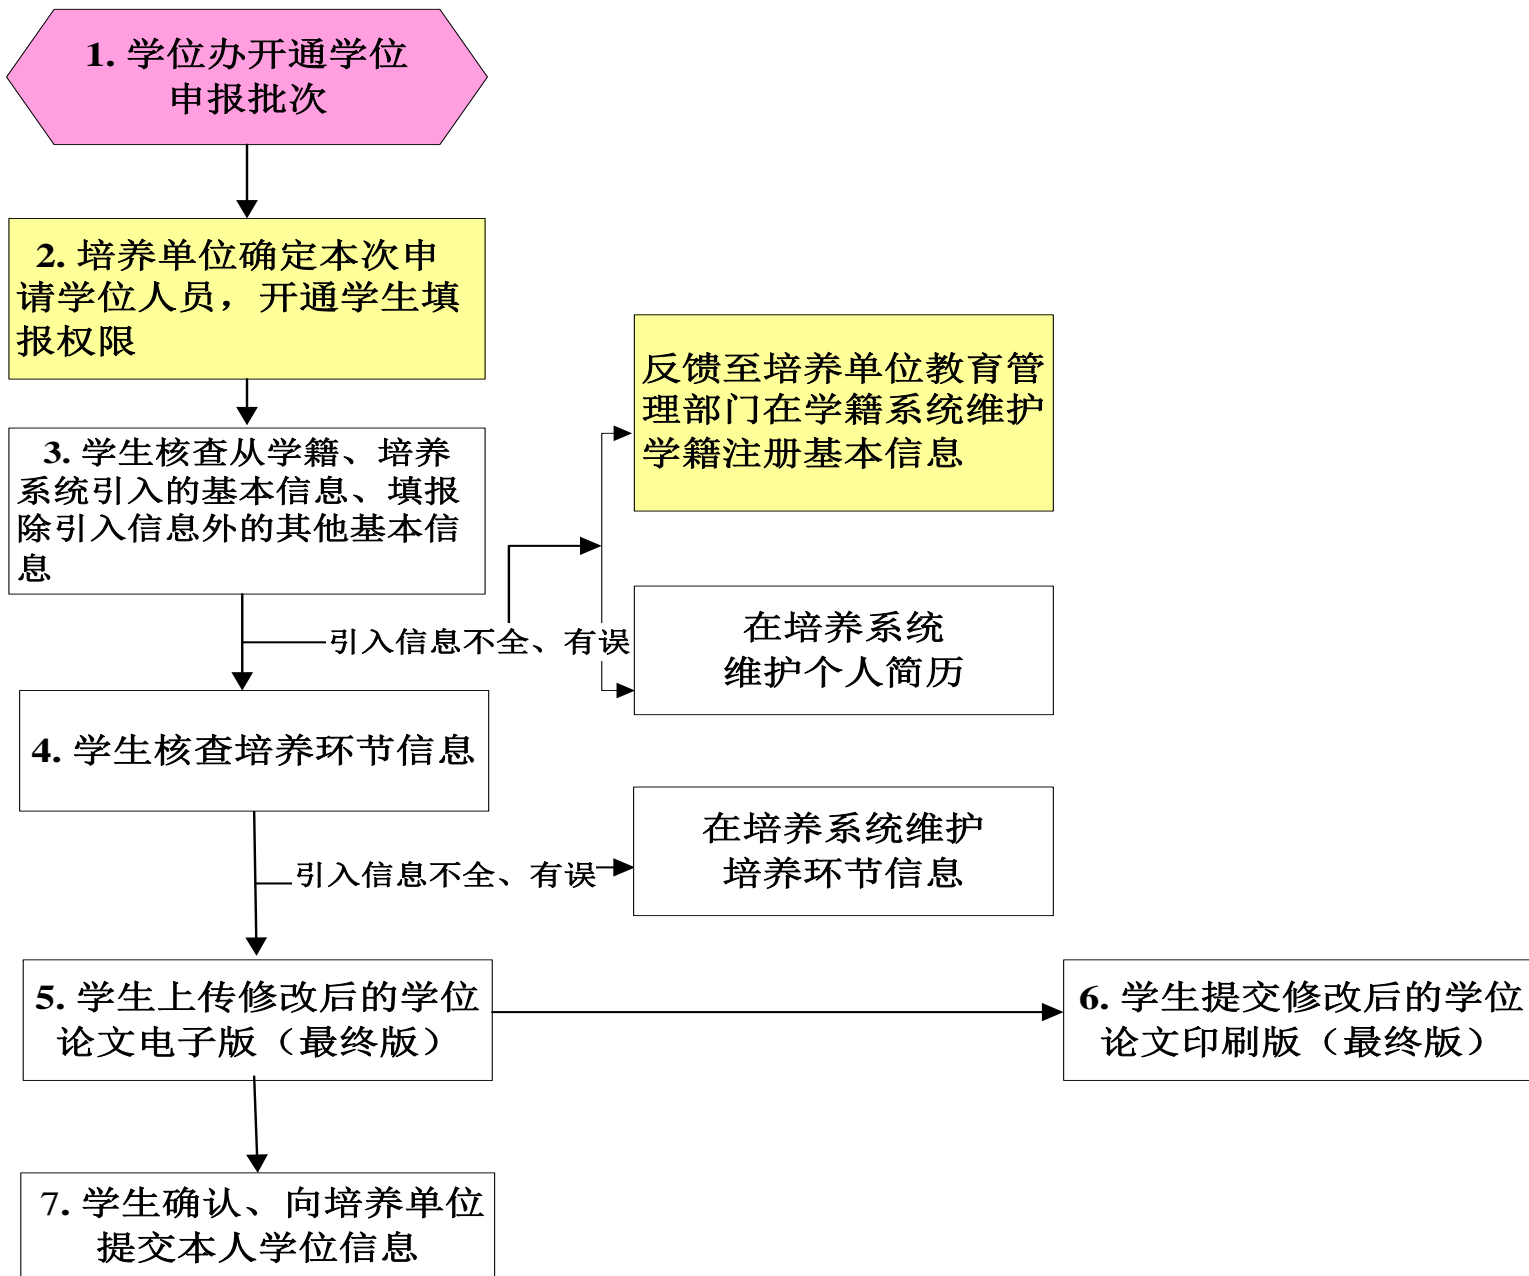 1. 学位办开通学位
申报批次
2. 培养单位确定本次申
请学位人员，开通学生填
报权限
3. 学生核查从学籍、培养
系统引入的基本信息、填报
除引入信息外的其他基本信
息
反馈至培养单位教育管
理部门在学籍系统维护
学籍注册基本信息
引入信息不全、有误
在培养系统
维护个人简历
4. 学生核查培养环节信息
引入信息不全、有误
在培养系统维护
培养环节信息
5. 学生上传修改后的学位
论文电子版（最终版）
6. 学生提交修改后的学位
论文印刷版（最终版）
7. 学生确认、向培养单位
提交本人学位信息